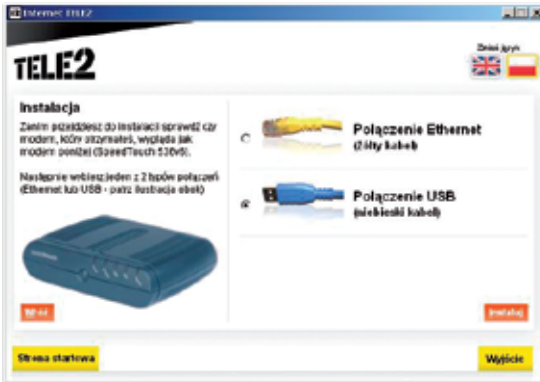 Internet TELE2
Zmień język
TELE2
Instalacja
Zanim przejdziesz do instalacji sprawdź czy
modem, który otrzymałeś, wygląda jak
modem poniżej (SpeedTouch 536v6).
Następnie wybierz jeden z 2 typów połączeń
(Ethernet lub USB - patrz ilustracja obok)
Połączenie Ethernet
(żółty kabel)
Połączenie USB
(niebieski kabel)
Wróć
Instaluj
Strona startowa
Wyjście